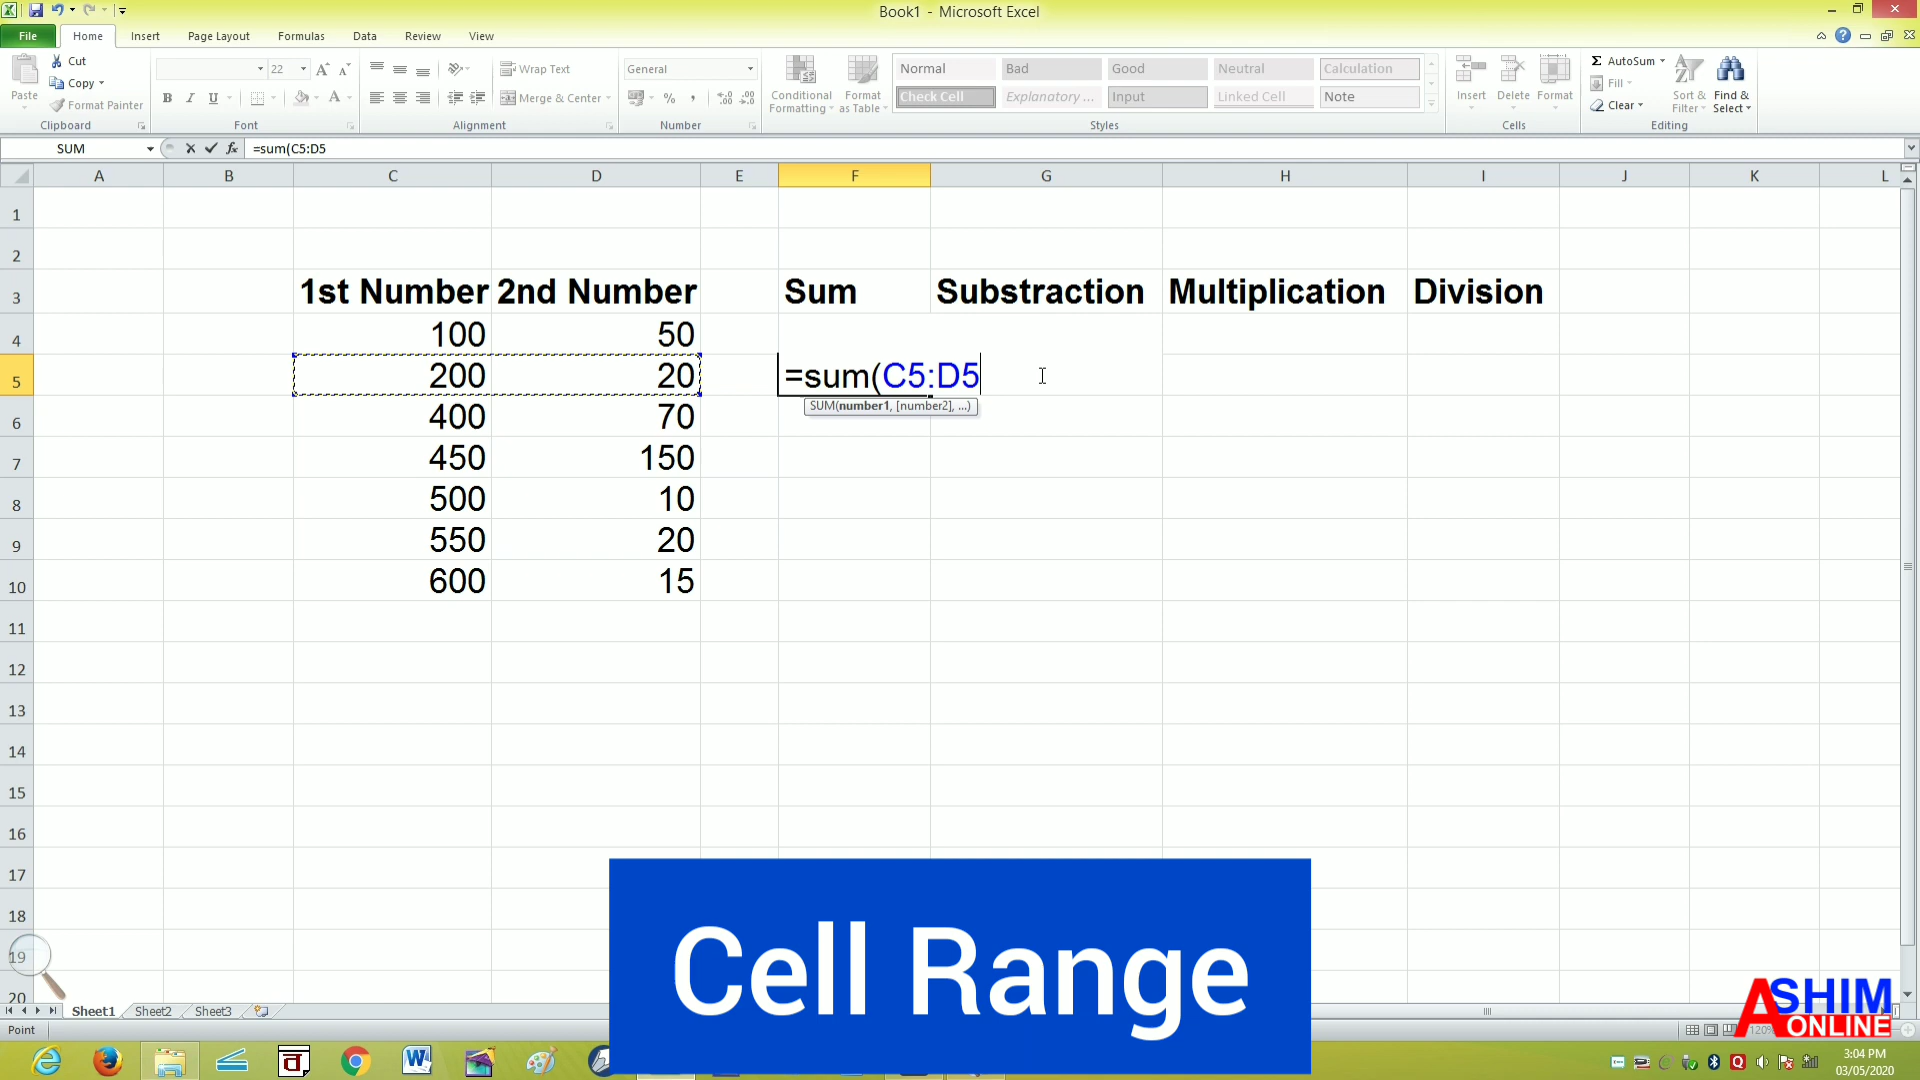 Book1 - Microsoft Excel
File Home Insert Page Layout Formulas Data Review View
Paste
Cut
Copy
Format Painter
Clipboard
22
B I U
Font
Wrap Text
Merge & Center
Alignment
General
Number
Conditional Formatting
Format as Table
Normal Bad Good Neutral Calculation
Check Cell Explanatory ... Input Linked Cell Note
Styles
Insert Delete Format
Cells
AutoSum
Fill
Clear
Sort & Filter
Find & Select
Editing
SUM =sum(C5:D5
A B C D E F G H I J K L
1
2
3 1st Number 2nd Number Sum Substraction Multiplication Division
4 100 50
5 200 20 =sum(C5:D5
SUM(number1, [number2], ...)
6 400 70
7 450 150
8 500 10
9 550 20
10 600 15
11
12
13
14
15
16
17
18
19
20
Cell Range
Sheet1 Sheet2 Sheet3
Point
120%
ASHIM
ONLINE
3:04 PM
03/05/2020